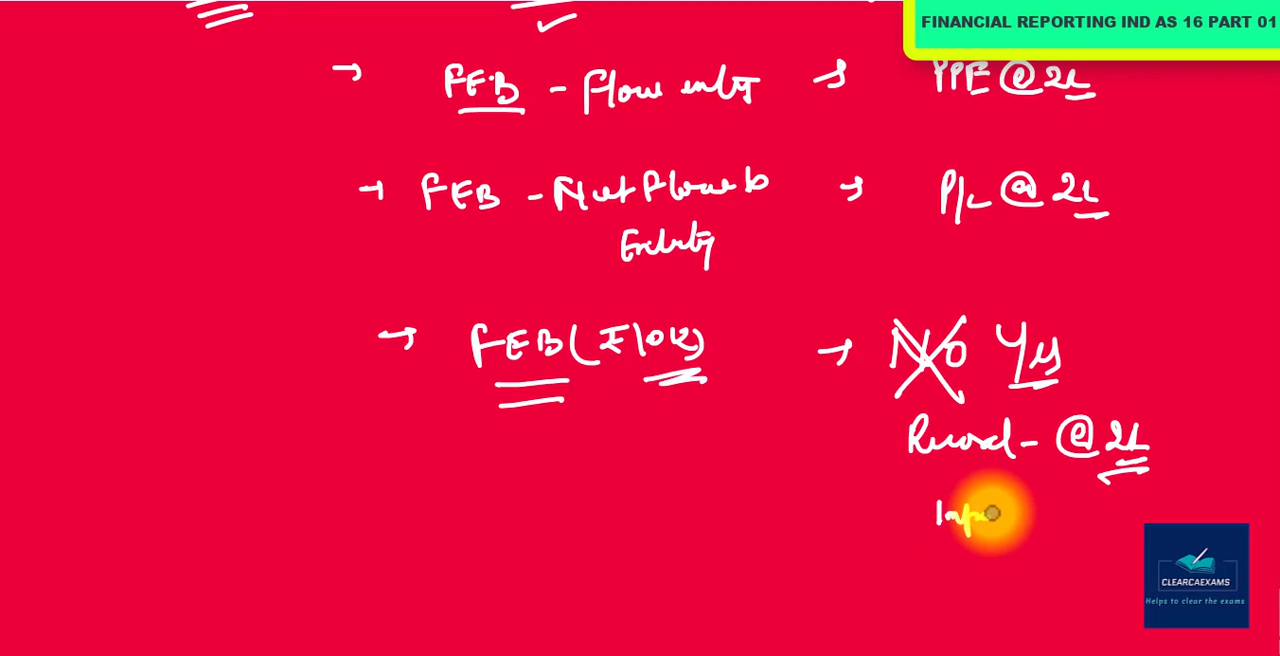 FINANCIAL REPORTING IND AS 16 PART 01
→ FEB - Flow entity → PPE @ 2L
→ FEB - Not Flow to → P/L @ 2L
Entity
→ FEB ( → No Yes
Record - @ 2L
CLEARCAEXAMS
Helps to clear the exams